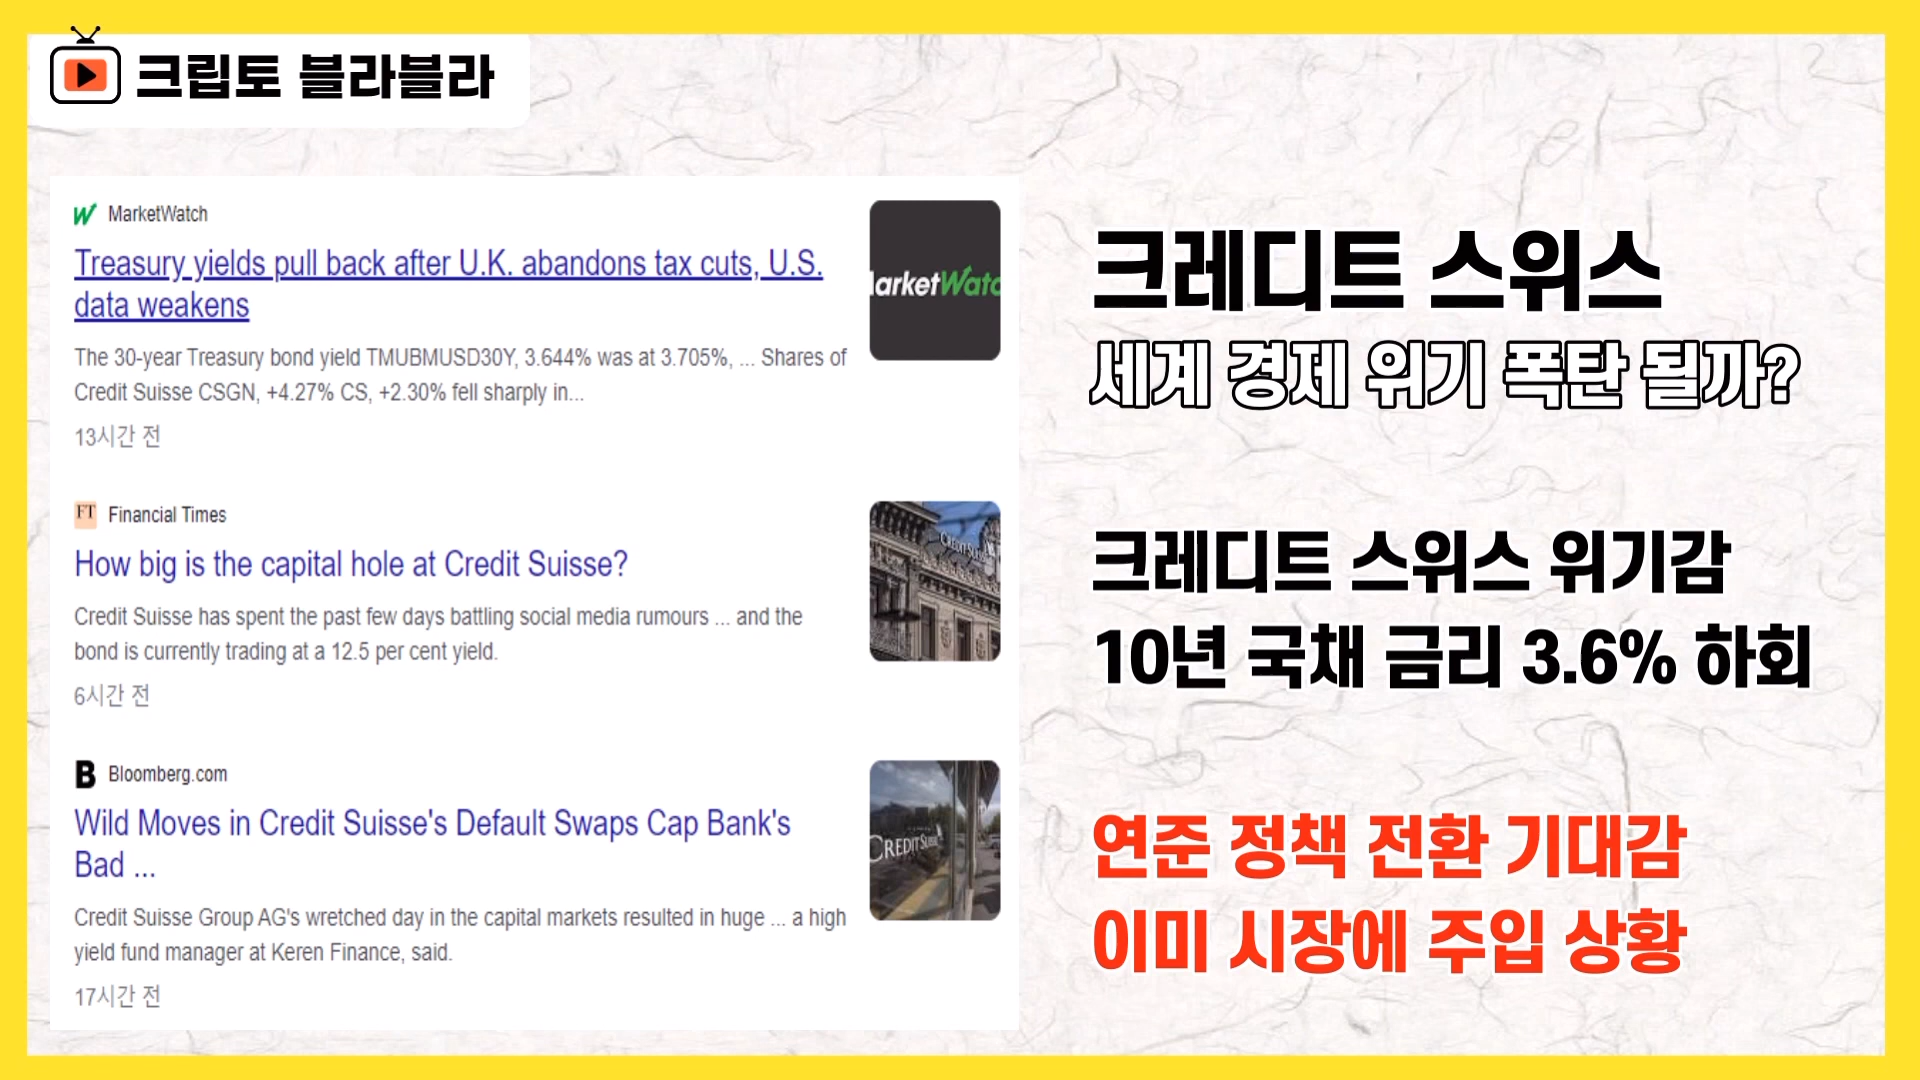 크립토 블라블라
MarketWatch
Treasury yields pull back after U.K. abandons tax cuts, U.S.
data weakens
The 30-year Treasury bond yield TMUBMUSD30Y, 3.644% was at 3.705%, ... Shares of
Credit Suisse CSGN, +4.27% CS, +2.30% fell sharply in...
13시간 전
arketWatc
FT Financial Times
How big is the capital hole at Credit Suisse?
Credit Suisse has spent the past few days battling social media rumours ... and the
bond is currently trading at a 12.5 per cent yield.
6시간 전
CREDIT SUIS
B Bloomberg.com
Wild Moves in Credit Suisse's Default Swaps Cap Bank's
Bad ...
Credit Suisse Group AG's wretched day in the capital markets resulted in huge ... a high
yield fund manager at Keren Finance, said.
17시간 전
CREDIT SUISSE
크레디트 스위스
세계 경제 위기 폭탄 될까?
크레디트 스위스 위기감
10년 국채 금리 3.6% 하회
연준 정책 전환 기대감
이미 시장에 주입 상황